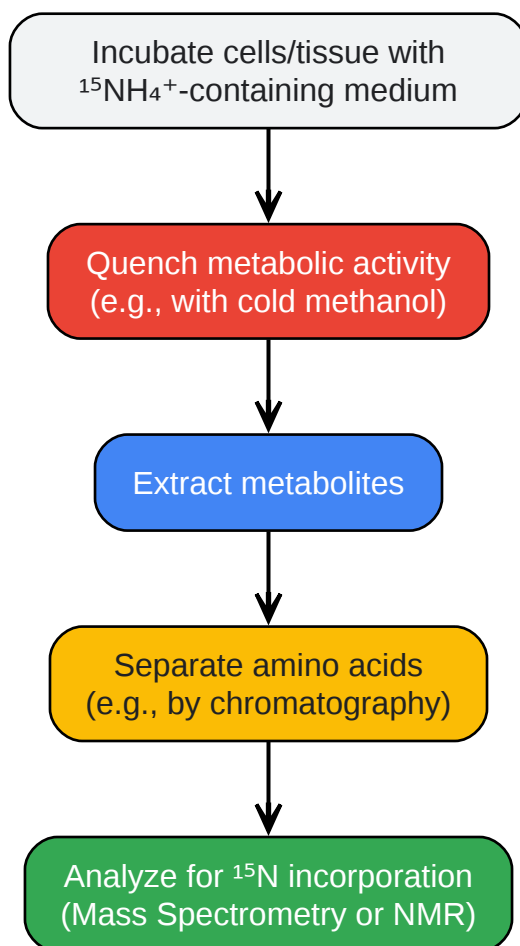 Incubate cells/tissue with
¹⁵NH₄⁺-containing medium
Quench metabolic activity
(e.g., with cold methanol)
Extract metabolites
Separate amino acids
(e.g., by chromatography)
Analyze for ¹⁵N incorporation
(Mass Spectrometry or NMR)